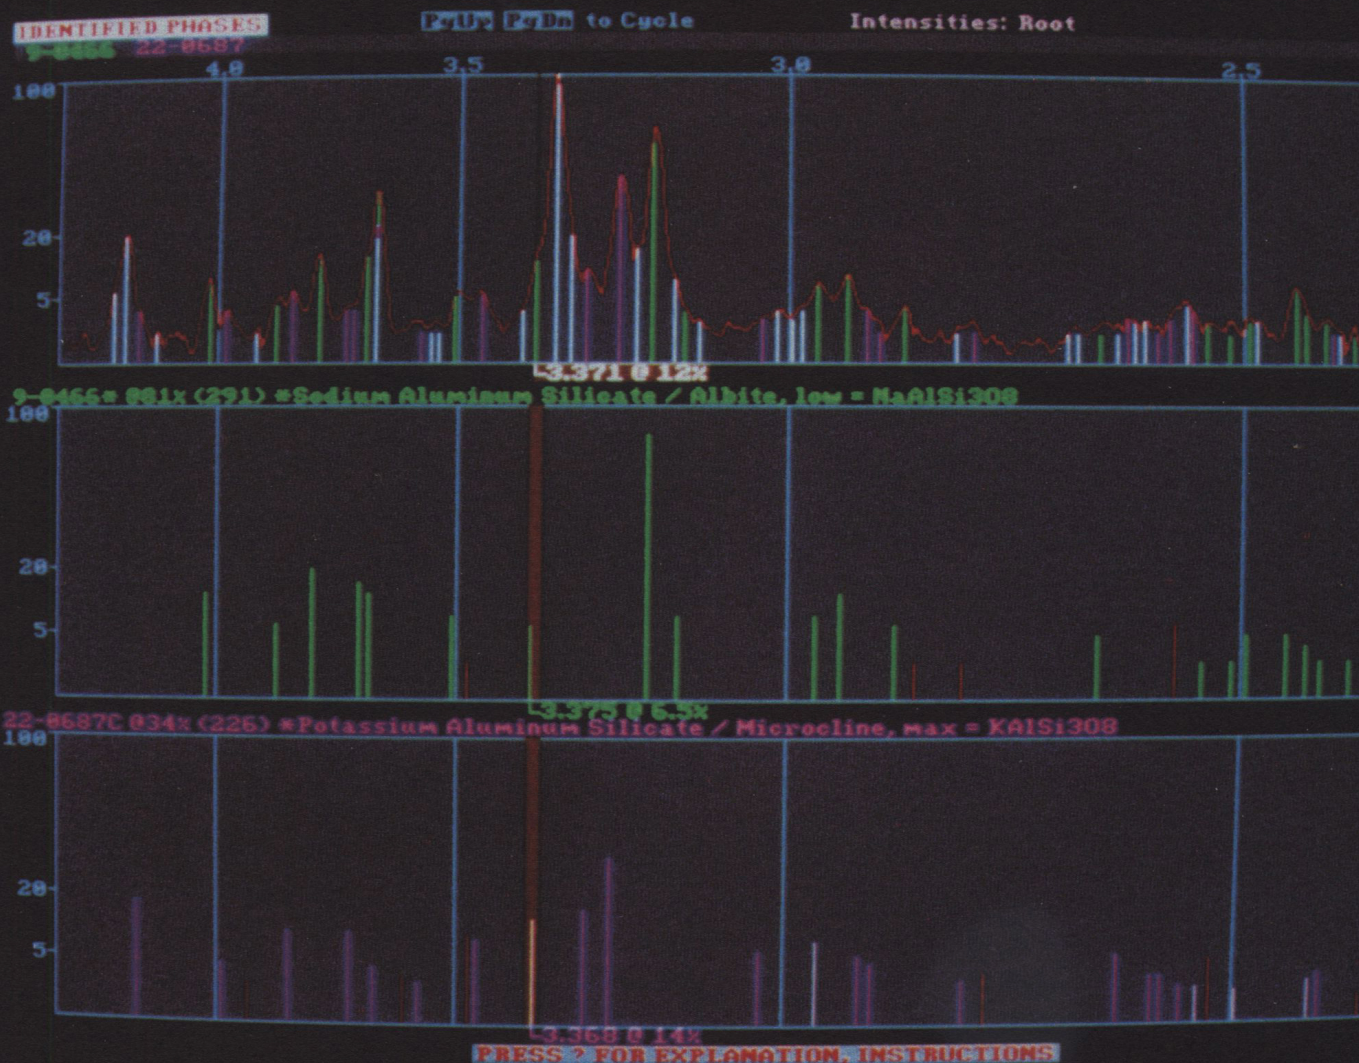 IDENTIFIED PHASES
PgUp PgDn to Cycle
Intensities: Root
9-0466 22-0687
4.0 3.5 3.0 2.5
100
20
5
3.371 @ 12%
9-0466* @81% (291) *Sodium Aluminum Silicate / Albite, low = NaAlSi3O8
100
20
5
3.375 @ 6.5%
22-0687C @34% (226) *Potassium Aluminum Silicate / Microcline, max = KAlSi3O8
100
20
5
3.368 @ 14%
PRESS ? FOR EXPLANATION, INSTRUCTIONS